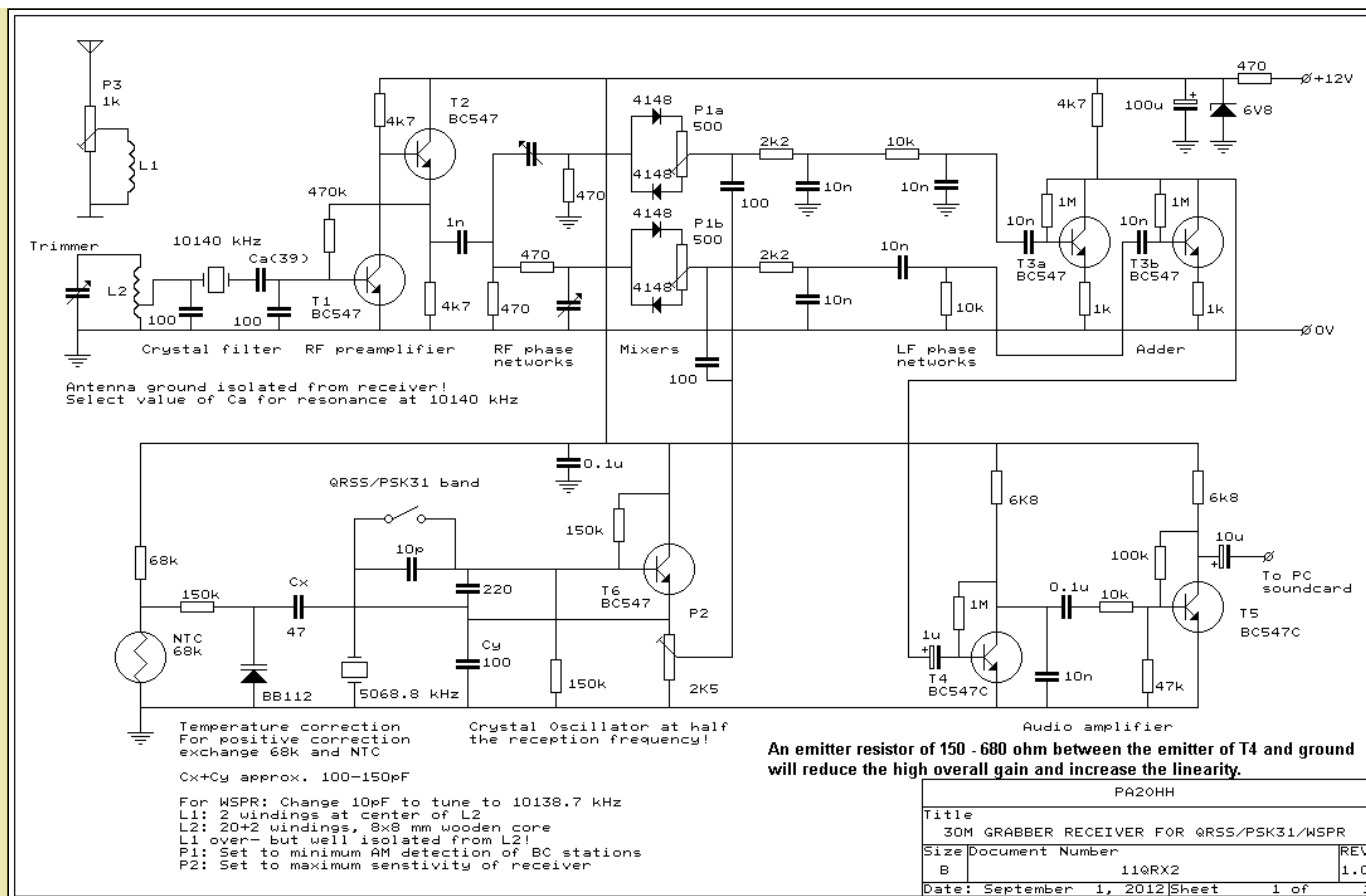 P3
1k
L1
Trimmer
L2
100
10140 kHz
Ca(39)
100
470k
T1
BC547
4k7
T2
BC547
4k7
1n
470
470
470
4148
4148
P1a
500
4148
4148
P1b
500
100
100
2k2
10n
10k
10n
2k2
10n
10n
10k
4k7
10n
1M
T3a
BC547
1k
10n
1M
T3b
BC547
1k
100u
+
6V8
470
+12V
0V
Crystal filter
RF preamplifier
RF phase
networks
Mixers
LF phase
networks
Adder
Antenna ground isolated from receiver!
Select value of Ca for resonance at 10140 kHz
0.1u
QRSS/PSK31 band
68k
150k
NTC
68k
BB112
Cx
47
10p
220
Cy
100
5068.8 kHz
150k
150k
T6
BC547
P2
2K5
1u
+
1M
T4
BC547C
6K8
10n
0.1u
10k
47k
100k
6k8
10u
+
T5
BC547C
To PC
soundcard
Temperature correction
For positive correction
exchange 68k and NTC
Crystal Oscillator at half
the reception frequency!
Audio amplifier
An emitter resistor of 150 - 680 ohm between the emitter of T4 and ground
will reduce the high overall gain and increase the linearity.
Cx+Cy approx. 100-150pF
For WSPR: Change 10pF to tune to 10138.7 kHz
L1: 2 windings at center of L2
L2: 20+2 windings, 8x8 mm wooden core
L1 over- but well isolated from L2!
P1: Set to minimum AM detection of BC stations
P2: Set to maximum senstivity of receiver
PA2OHH
Title
30M GRABBER RECEIVER FOR QRSS/PSK31/WSPR
Size Document Number REV
B 11QRX2 1.0
Date: September 1, 2012 Sheet 1 of